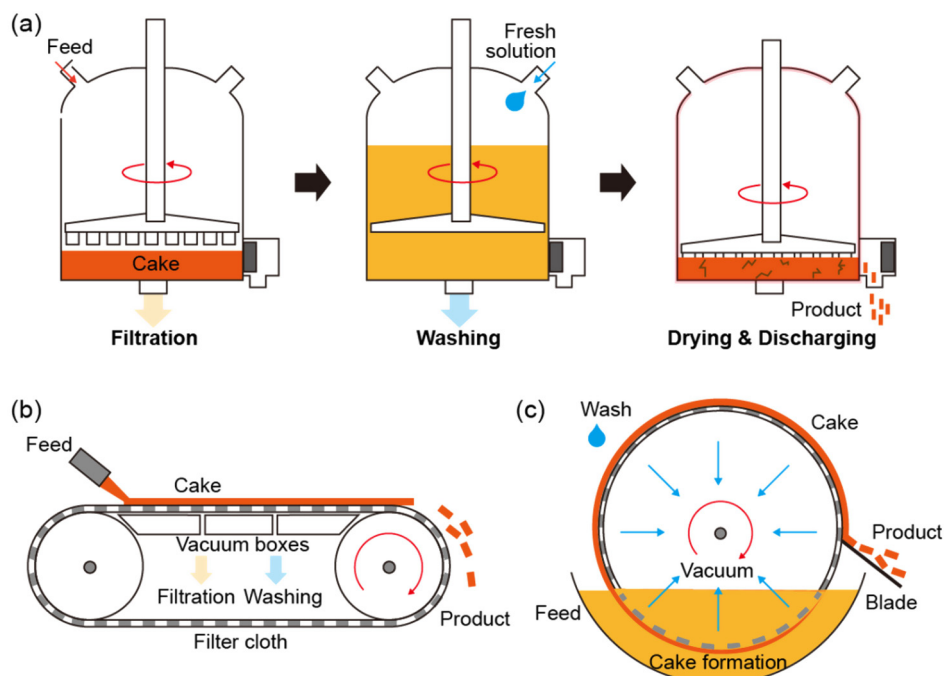 (a)
Feed
Cake
Filtration
Fresh
solution
Washing
Product
Drying & Discharging
(b)
Feed
Cake
Vacuum boxes
Filtration Washing
Product
Filter cloth
(c)
Wash
Cake
Product
Vacuum
Blade
Feed
Cake formation